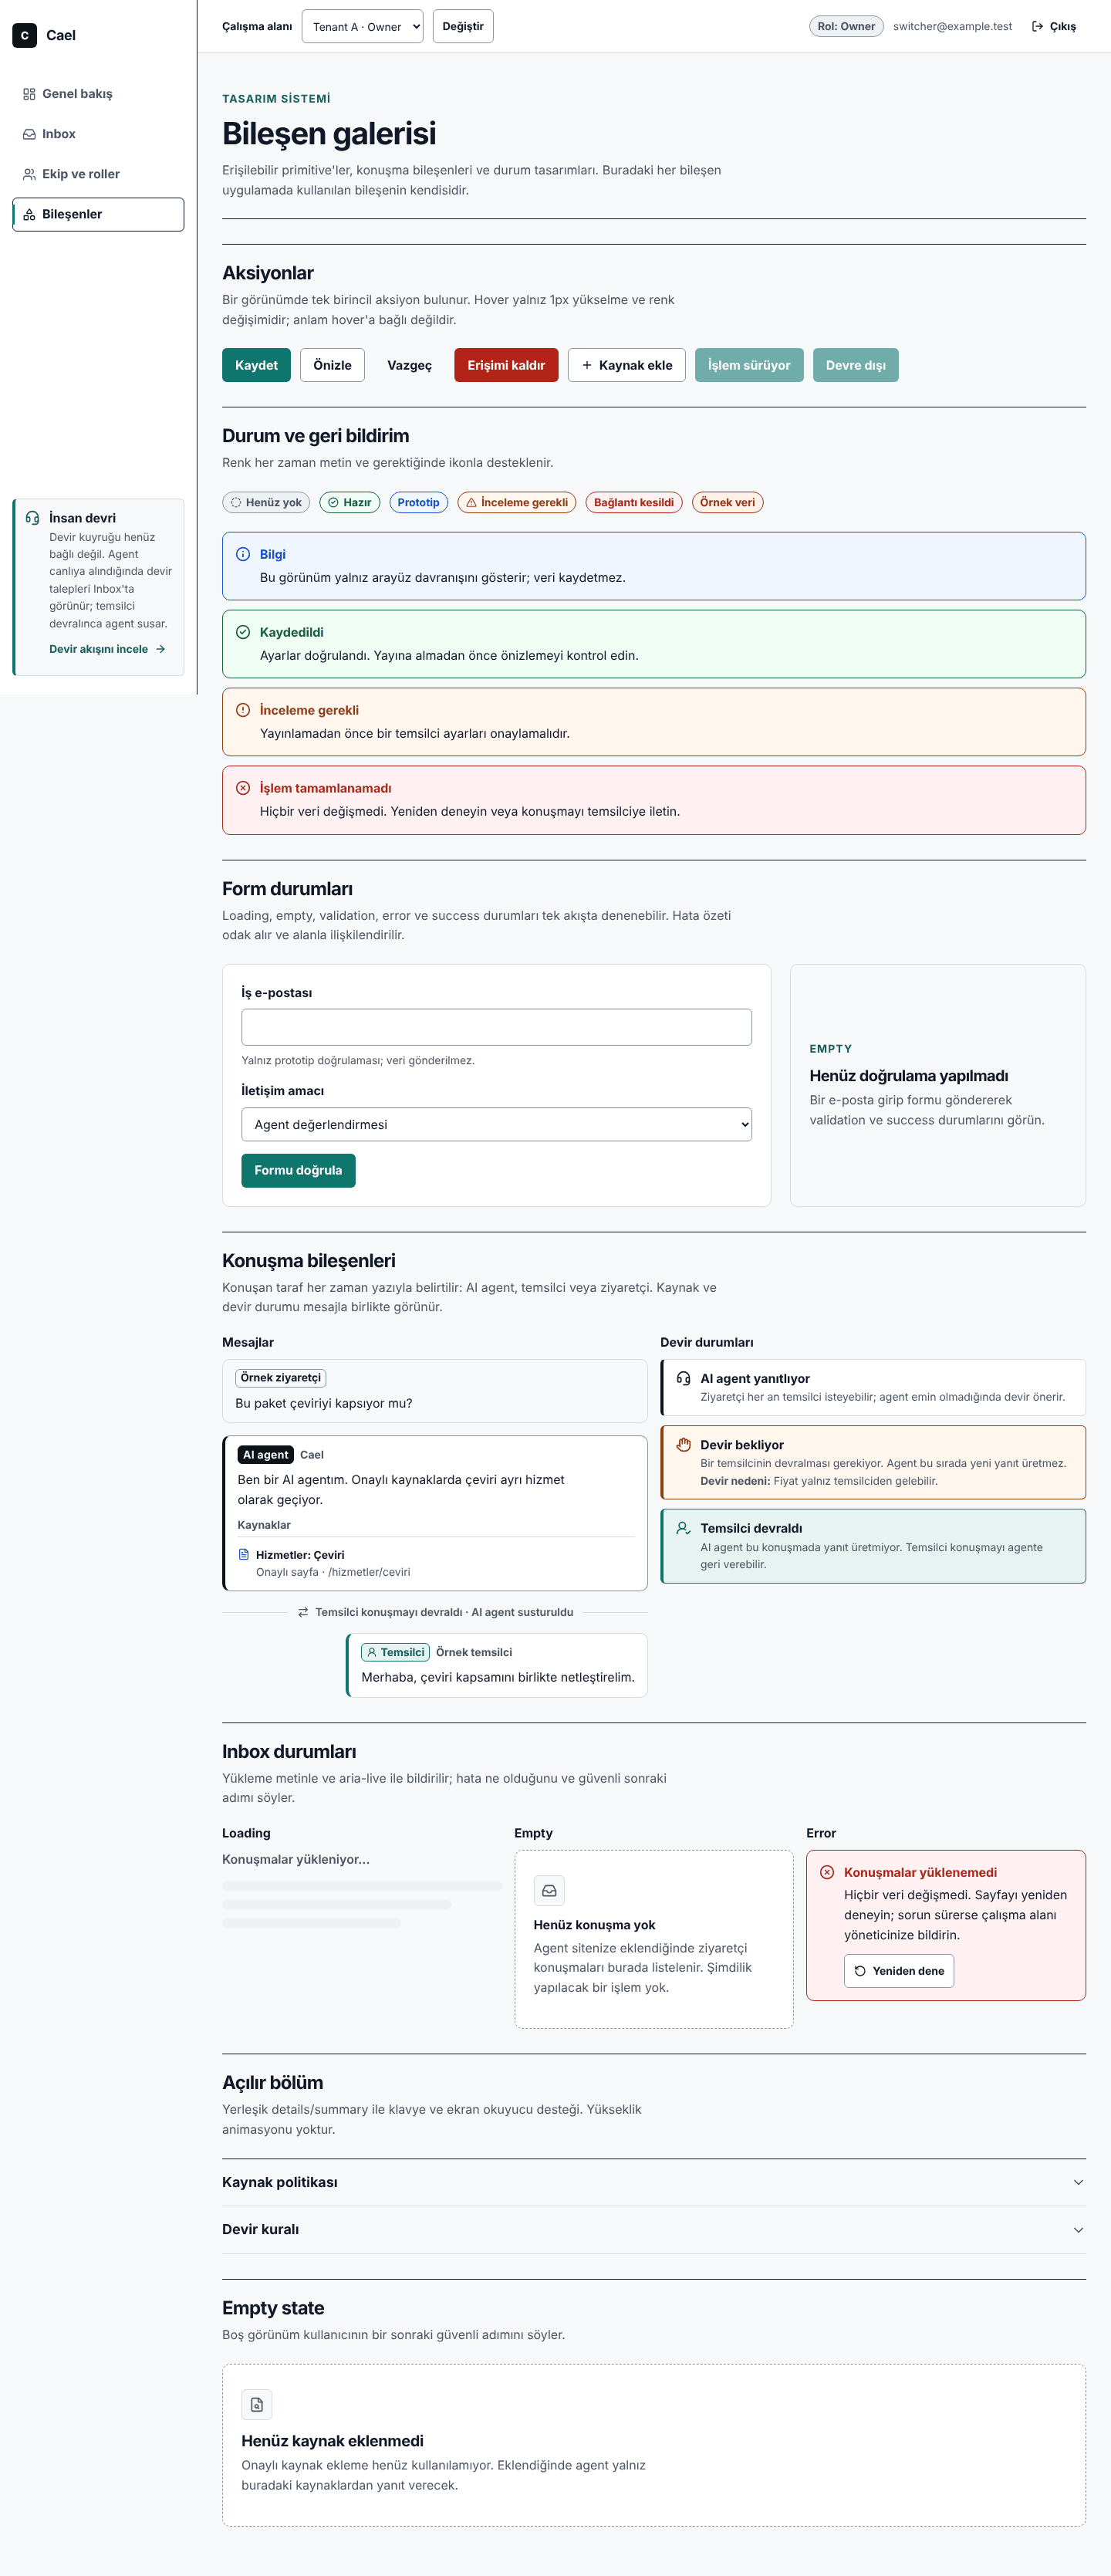 C Cael
Genel bakış
Inbox
Ekip ve roller
Bileşenler
İnsan devri
Devir kuyruğu henüz
bağlı değil. Agent
canlıya alındığında devir
talepleri Inbox'ta
görünür; temsilci
devralınca agent susar.
Devir akışını incele
Çalışma alanı Tenant A · Owner Değiştir Rol: Owner switcher@example.test Çıkış
TASARIM SİSTEMİ
Bileşen galerisi
Erişilebilir primitive'ler, konuşma bileşenleri ve durum tasarımları. Buradaki her bileşen
uygulamada kullanılan bileşenin kendisidir.
Aksiyonlar
Bir görünümde tek birincil aksiyon bulunur. Hover yalnız 1px yükselme ve renk
değişimidir; anlam hover'a bağlı değildir.
Kaydet Önizle Vazgeç Erişimi kaldır Kaynak ekle İşlem sürüyor Devre dışı
Durum ve geri bildirim
Renk her zaman metin ve gerektiğinde ikonla desteklenir.
Henüz yok Hazır Prototip İnceleme gerekli Bağlantı kesildi Örnek veri
Bilgi
Bu görünüm yalnız arayüz davranışını gösterir; veri kaydetmez.
Kaydedildi
Ayarlar doğrulandı. Yayına almadan önce önizlemeyi kontrol edin.
İnceleme gerekli
Yayınlamadan önce bir temsilci ayarları onaylamalıdır.
İşlem tamamlanamadı
Hiçbir veri değişmedi. Yeniden deneyin veya konuşmayı temsilciye iletin.
Form durumları
Loading, empty, validation, error ve success durumları tek akışta denenebilir. Hata özeti
odak alır ve alanla ilişkilendirilir.
İş e-postası
Yalnız prototip doğrulaması; veri gönderilmez.
İletişim amacı
Agent değerlendirmesi
Formu doğrula
EMPTY
Henüz doğrulama yapılmadı
Bir e-posta girip formu göndererek
validation ve success durumlarını görün.
Konuşma bileşenleri
Konuşan taraf her zaman yazıyla belirtilir: AI agent, temsilci veya ziyaretçi. Kaynak ve
devir durumu mesajla birlikte görünür.
Mesajlar
Örnek ziyaretçi
Bu paket çeviriyi kapsıyor mu?
AI agent Cael
Ben bir AI agentım. Onaylı kaynaklarda çeviri ayrı hizmet
olarak geçiyor.
Kaynaklar
Hizmetler: Çeviri
Onaylı sayfa · /hizmetler/ceviri
Temsilci konuşmayı devraldı · AI agent susturuldu
Temsilci Örnek temsilci
Merhaba, çeviri kapsamını birlikte netleştirelim.
Devir durumları
AI agent yanıtlıyor
Ziyaretçi her an temsilci isteyebilir; agent emin olmadığında devir önerir.
Devir bekliyor
Bir temsilcinin devralması gerekiyor. Agent bu sırada yeni yanıt üretmez.
Devir nedeni: Fiyat yalnız temsilciden gelebilir.
Temsilci devraldı
AI agent bu konuşmada yanıt üretmiyor. Temsilci konuşmayı agente
geri verebilir.
Inbox durumları
Yükleme metinle ve aria-live ile bildirilir; hata ne olduğunu ve güvenli sonraki
adımı söyler.
Loading
Konuşmalar yükleniyor…
Empty
Henüz konuşma yok
Agent sitenize eklendiğinde ziyaretçi
konuşmaları burada listelenir. Şimdilik
yapılacak bir işlem yok.
Error
Konuşmalar yüklenemedi
Hiçbir veri değişmedi. Sayfayı yeniden
deneyin; sorun sürerse çalışma alanı
yöneticinize bildirin.
Yeniden dene
Açılır bölüm
Yerleşik details/summary ile klavye ve ekran okuyucu desteği. Yükseklik
animasyonu yoktur.
Kaynak politikası
Devir kuralı
Empty state
Boş görünüm kullanıcının bir sonraki güvenli adımını söyler.
Henüz kaynak eklenmedi
Onaylı kaynak ekleme henüz kullanılamıyor. Eklendiğinde agent yalnız
buradaki kaynaklardan yanıt verecek.